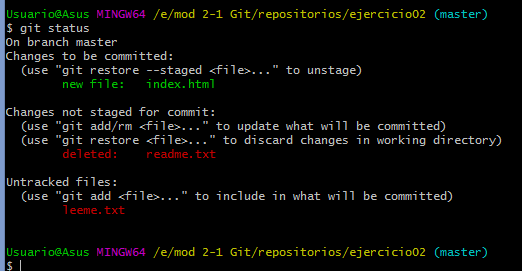 Usuario@Asus MINGW64 /e/mod 2-1 Git/repositorios/ejercicio02 (master)
$ git status
On branch master
Changes to be committed:
  (use "git restore --staged <file>..." to unstage)
        new file:   index.html

Changes not staged for commit:
  (use "git add/rm <file>..." to update what will be committed)
  (use "git restore <file>..." to discard changes in working directory)
        deleted:    readme.txt

Untracked files:
  (use "git add <file>..." to include in what will be committed)
        leeme.txt

Usuario@Asus MINGW64 /e/mod 2-1 Git/repositorios/ejercicio02 (master)
$